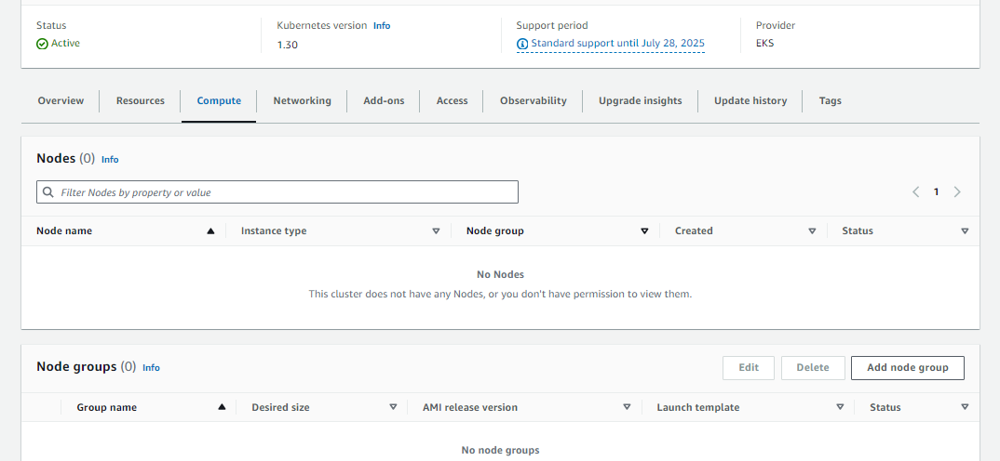 Status
Kubernetes version Info
Support period
Provider
Active
1.30
Standard support until July 28, 2025
EKS
Overview
Resources
Compute
Networking
Add-ons
Access
Observability
Upgrade insights
Update history
Tags
Nodes (0) Info
Filter Nodes by property or value
1
Node name
Instance type
Node group
Created
Status
No Nodes
This cluster does not have any Nodes, or you don't have permission to view them.
Node groups (0) Info
Edit
Delete
Add node group
Group name
Desired size
AMI release version
Launch template
Status
No node groups